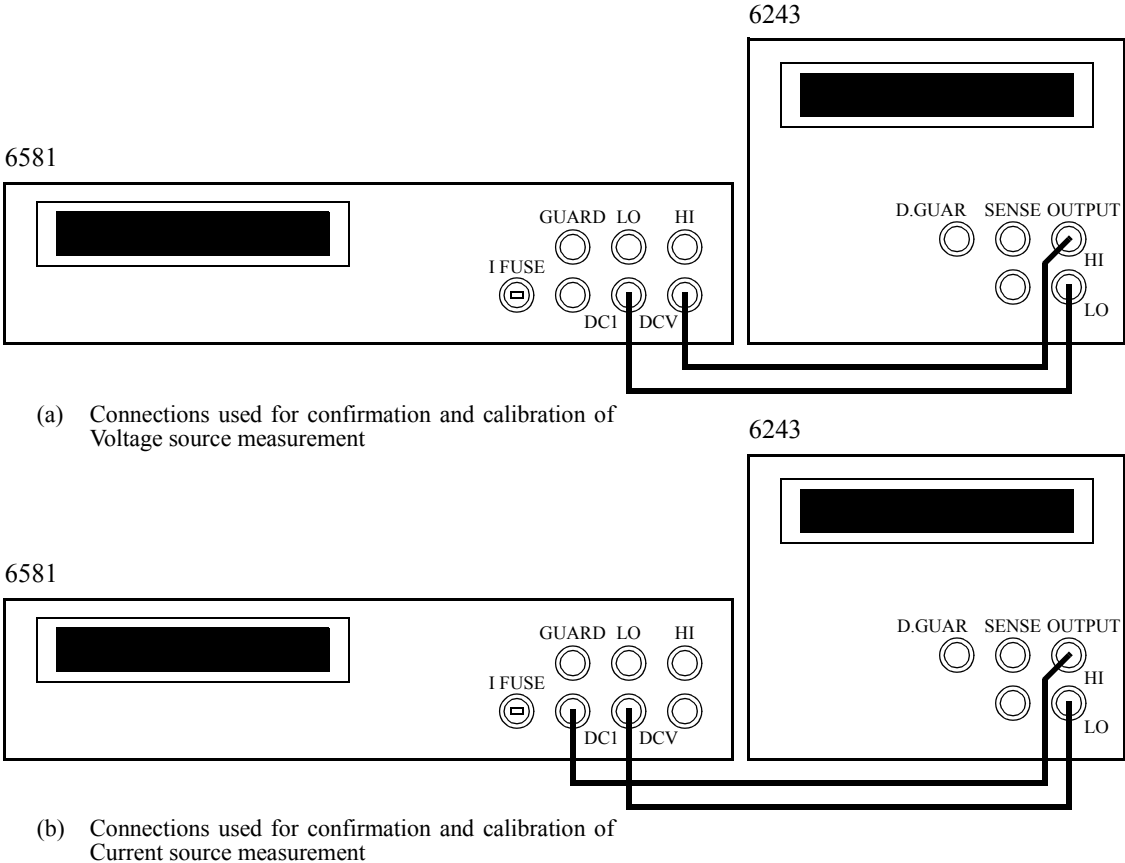 6243
6581
D.GUAR SENSE OUTPUT
GUARD LO HI
HI
I FUSE
LO
DC1 DCV
(a) Connections used for confirmation and calibration of
Voltage source measurement
6243
6581
D.GUAR SENSE OUTPUT
GUARD LO HI
HI
I FUSE
LO
DC1 DCV
(b) Connections used for confirmation and calibration of
Current source measurement